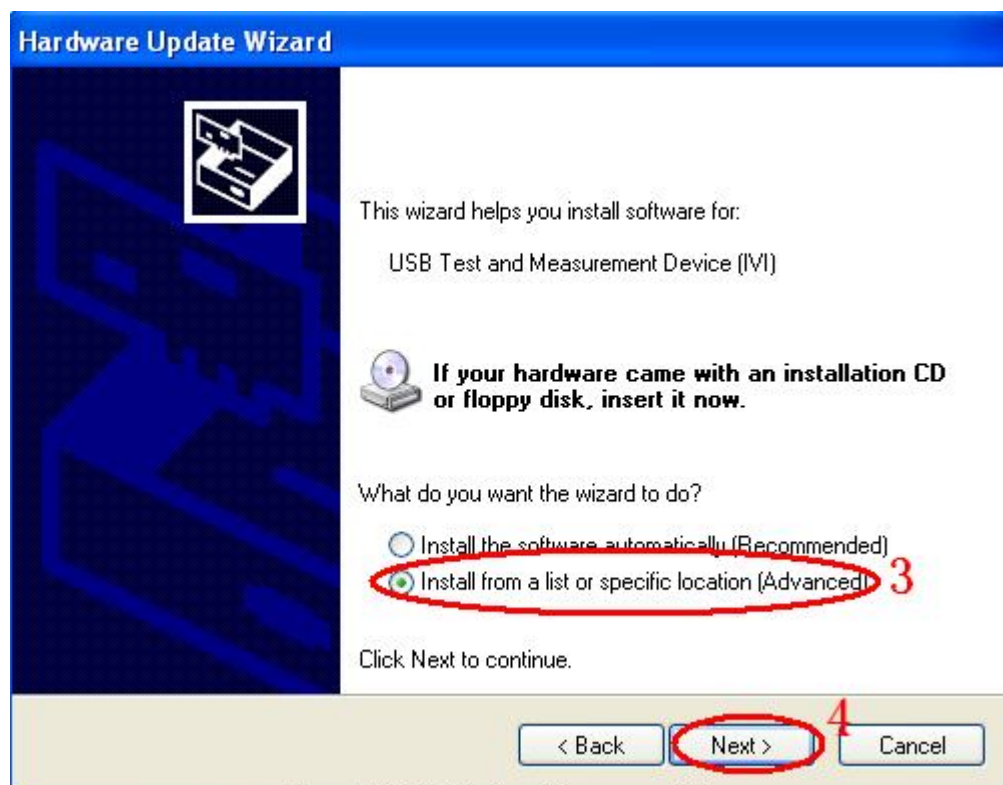 Hardware Update Wizard
This wizard helps you install software for:
USB Test and Measurement Device (IVI)
If your hardware came with an installation CD
or floppy disk, insert it now.
What do you want the wizard to do?
Install the software automatically (Recommended)
Install from a list or specific location (Advanced) 3
Click Next to continue.
< Back Next > 4 Cancel